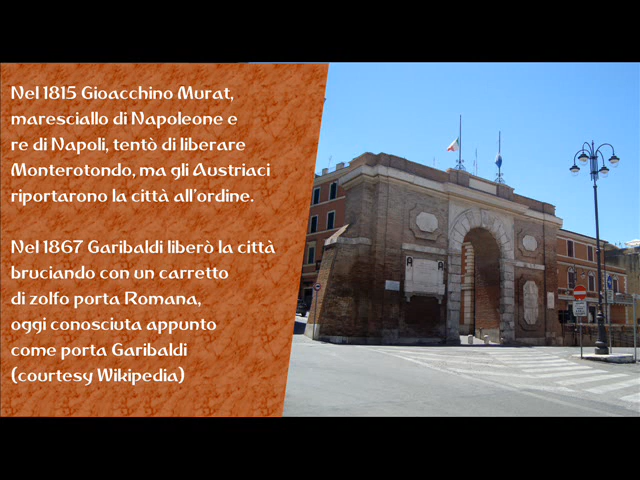 Nel 1815 Gioacchino Murat,
maresciallo di Napoleone e
re di Napoli, tentò di liberare
Monterotondo, ma gli Austriaci
riportarono la città all'ordine.
Nel 1867 Garibaldi liberò la città
bruciando con un carretto
di zolfo porta Romana,
oggi conosciuta appunto
come porta Garibaldi
(courtesy Wikipedia)